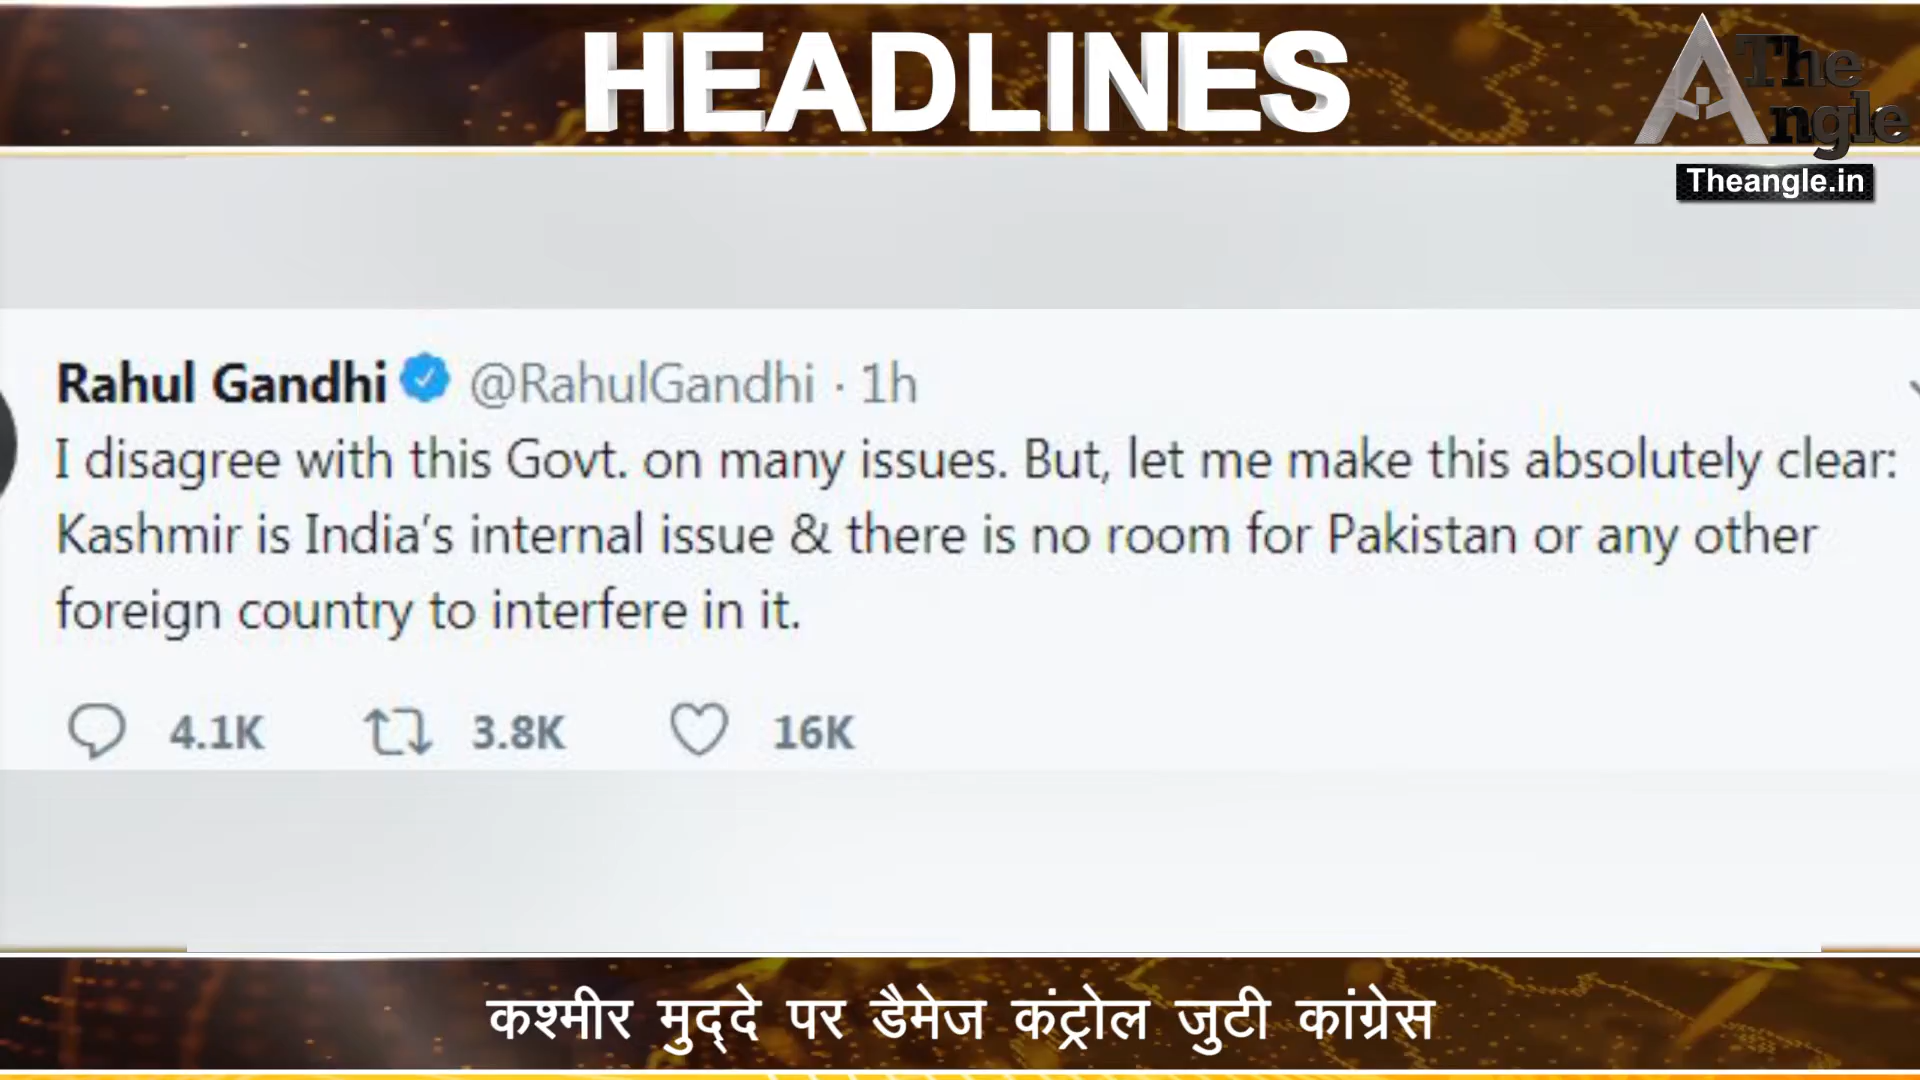 HEADLINES
The
Angle
Theangle.in
Rahul Gandhi @RahulGandhi · 1h
I disagree with this Govt. on many issues. But, let me make this absolutely clear:
Kashmir is India’s internal issue & there is no room for Pakistan or any other
foreign country to interfere in it.
4.1K 3.8K 16K
कश्मीर मुद्दे पर डैमेज कंट्रोल जुटी कांग्रेस